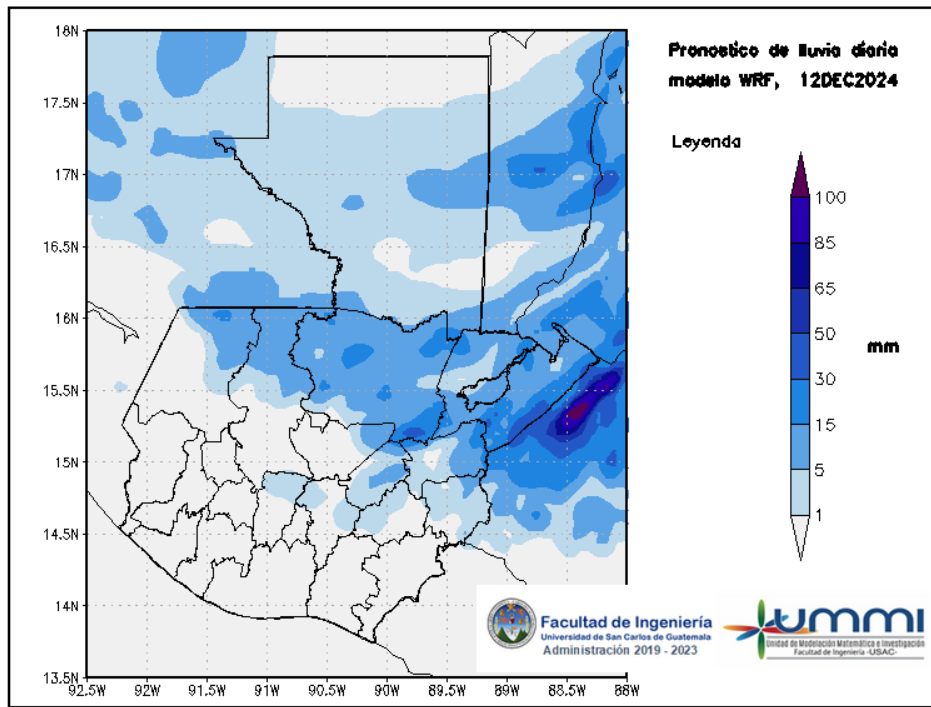 Pronostico de lluvia diaria
modelo WRF, 12DEC2024
Leyenda
100
85
65
50
30
15
5
1
mm
18N
17.5N
17N
16.5N
16N
15.5N
15N
14.5N
14N
13.5N
92.5W
92W
91.5W
91W
90.5W
90W
89.5W
89W
88.5W
88W
Facultad de Ingeniería
Universidad de San Carlos de Guatemala
Administración 2019 - 2023
UMMI
Unidad de Modelación Matemática e Investigación
Facultad de Ingeniería -USAC-